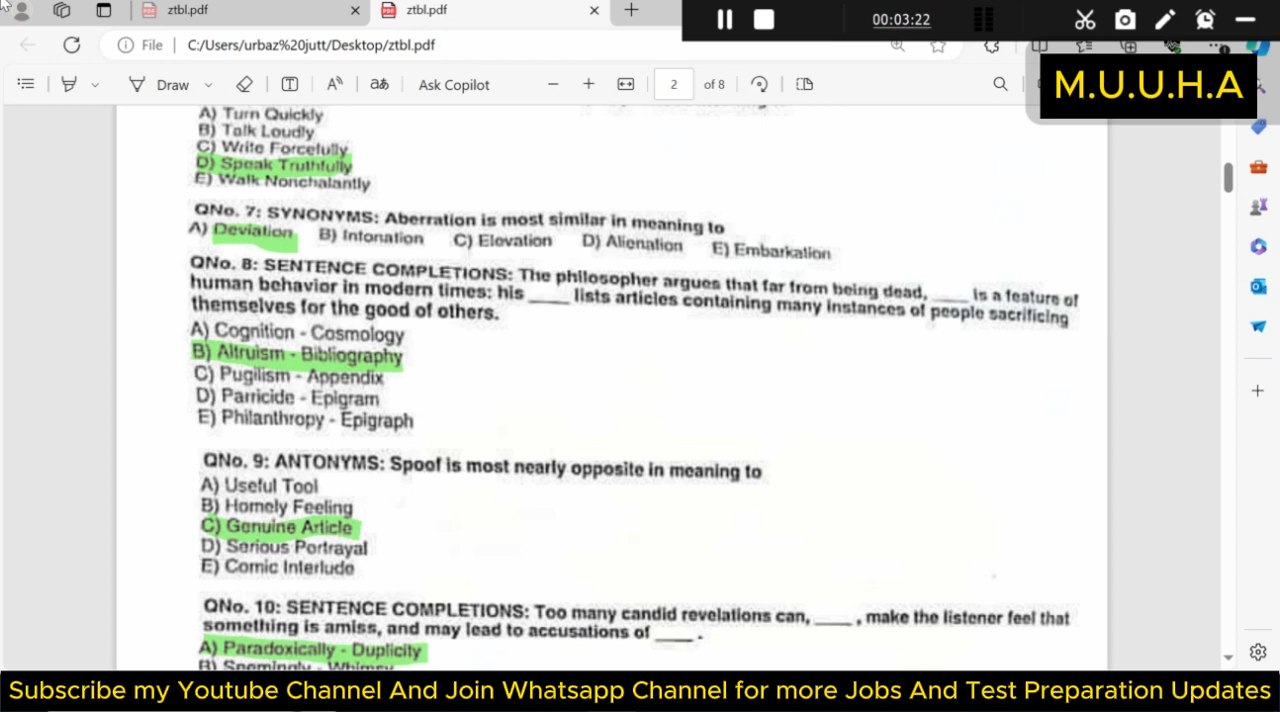 ztbl.pdf
ztbl.pdf
00:03:22
File
C:/Users/urbaz%20jutt/Desktop/ztbl.pdf
Draw
Ask Copilot
2
of 8
M.U.U.H.A
A) Turn Quickly
B) Talk Loudly
C) Write Forcefully
D) Speak Truthfully
E) Walk Nonchalantly
QNo. 7: SYNONYMS: Aberration is most similar in meaning to
A) Deviation B) Intonation C) Elevation D) Alienation E) Embarkation
QNo. 8: SENTENCE COMPLETIONS: The philosopher argues that far from being dead, ____ is a feature of
human behavior in modern times: his ____ lists articles containing many instances of people sacrificing
themselves for the good of others.
A) Cognition - Cosmology
B) Altruism - Bibliography
C) Pugilism - Appendix
D) Parricide - Epigram
E) Philanthropy - Epigraph
QNo. 9: ANTONYMS: Spoof is most nearly opposite in meaning to
A) Useful Tool
B) Homely Feeling
C) Genuine Article
D) Serious Portrayal
E) Comic Interlude
QNo. 10: SENTENCE COMPLETIONS: Too many candid revelations can, ____ , make the listener feel that
something is amiss, and may lead to accusations of ____ .
A) Paradoxically - Duplicity
B) Seemingly - Whimsy
Subscribe my Youtube Channel And Join Whatsapp Channel for more Jobs And Test Preparation Updates